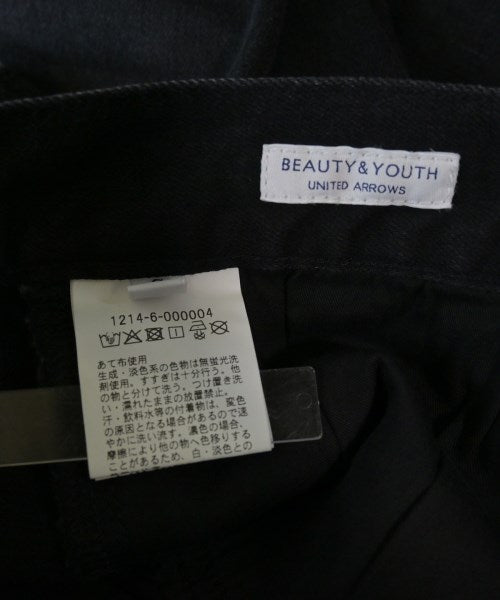 BEAUTY&YOUTH
UNITED ARROWS
1214-6-000004
あて布使用
生成・淡色系の色物は無蛍光洗
剤使用。すすぎは十分行う。他
の物と分けて洗う。つけ置き洗
い・濡れたままの放置禁止。
汗・飲料水等の付着物は、変色
の原因となる場合があるので速
やかに洗い流す。濃色の場合、
摩擦により他の物へ色移りする
ことがあるため、白・淡色との